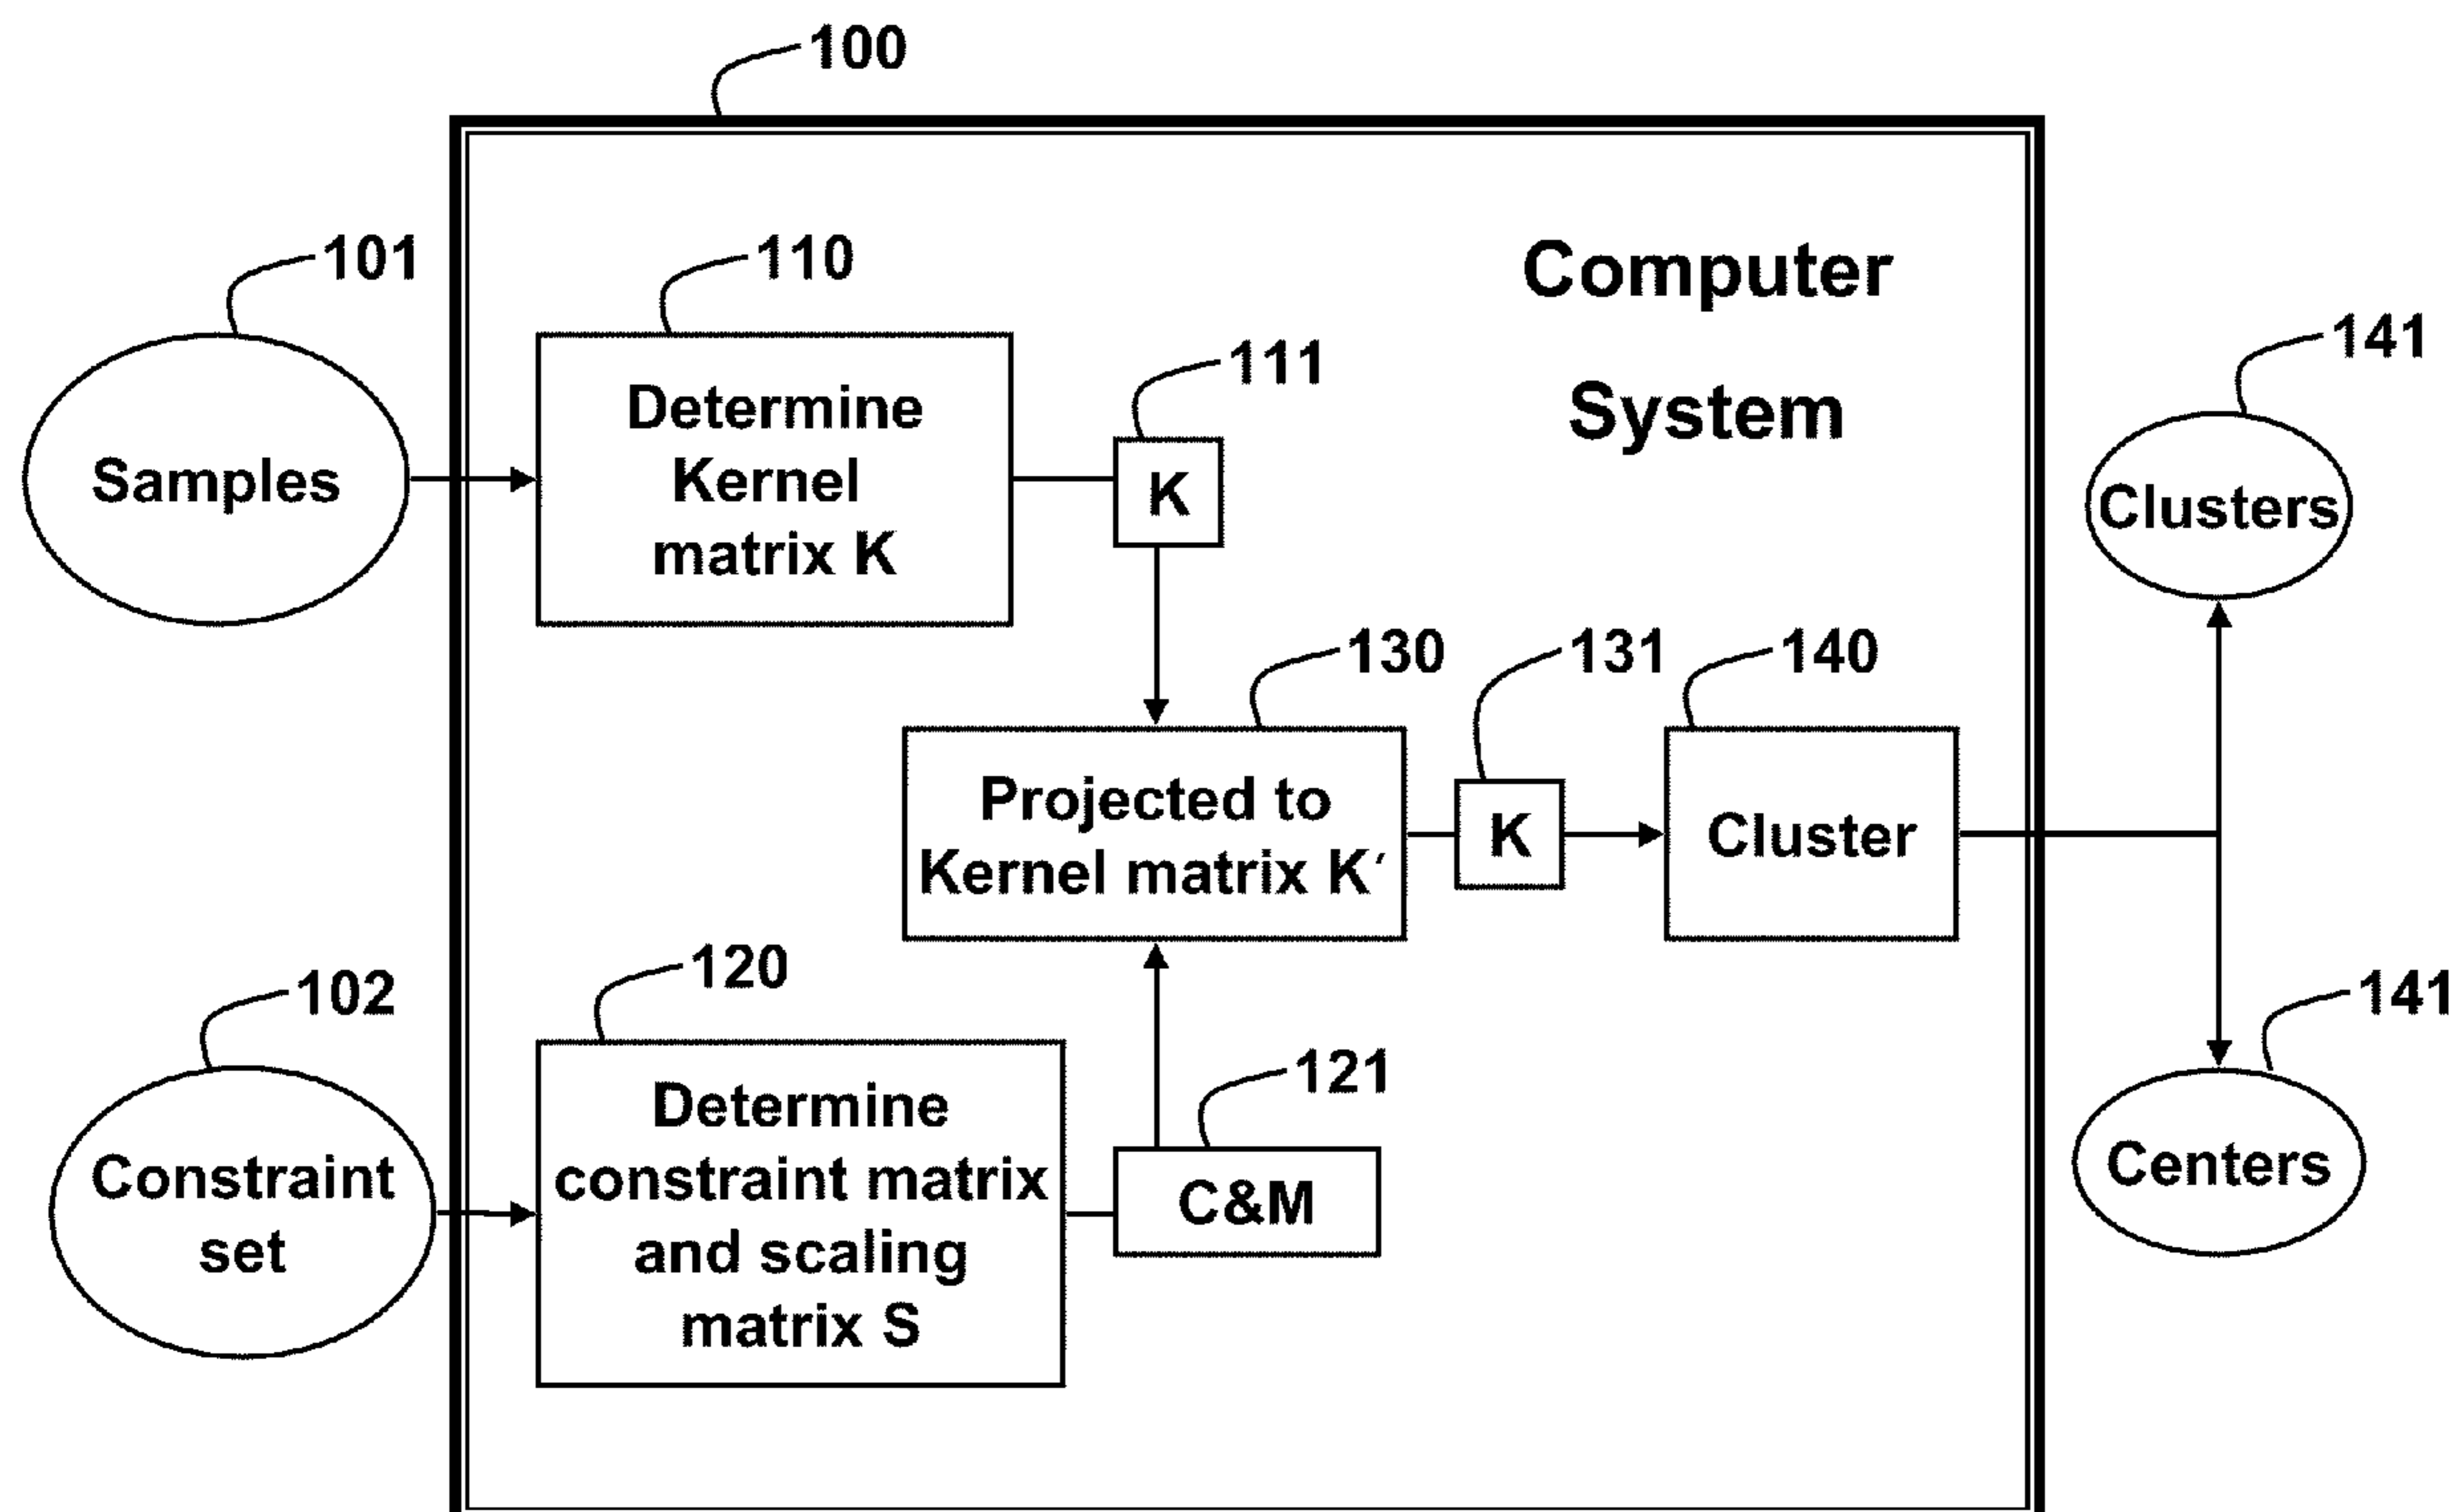 100
101
110
Computer
System
111
141
Samples
Determine
Kernel
matrix K
K
Clusters
130
131
140
Projected to
Kernel matrix K′
K
Cluster
102
120
121
141
Constraint
set
Determine
constraint matrix
and scaling
matrix S
C&M
Centers